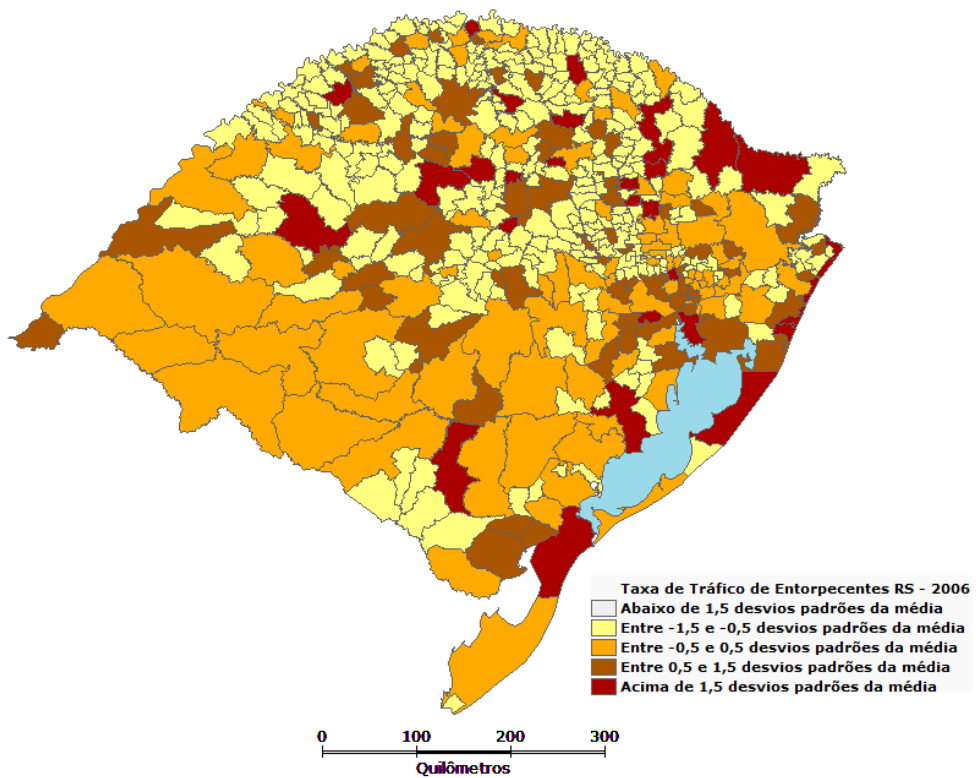 Taxa de Tráfico de Entorpecentes RS - 2006
Abaixo de 1,5 desvios padrões da média
Entre -1,5 e -0,5 desvios padrões da média
Entre -0,5 e 0,5 desvios padrões da média
Entre 0,5 e 1,5 desvios padrões da média
Acima de 1,5 desvios padrões da média
0 100 200 300
Quilômetros